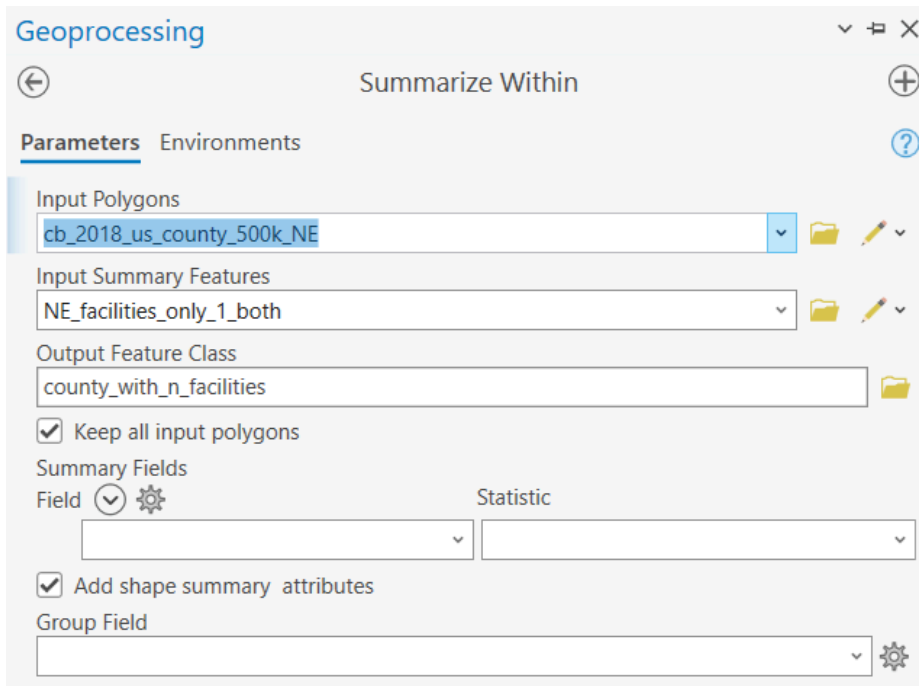 Geoprocessing
Summarize Within
Parameters Environments
Input Polygons
cb_2018_us_county_500k_NE
Input Summary Features
NE_facilities_only_1_both
Output Feature Class
county_with_n_facilities
Keep all input polygons
Summary Fields
Field Statistic
Add shape summary attributes
Group Field